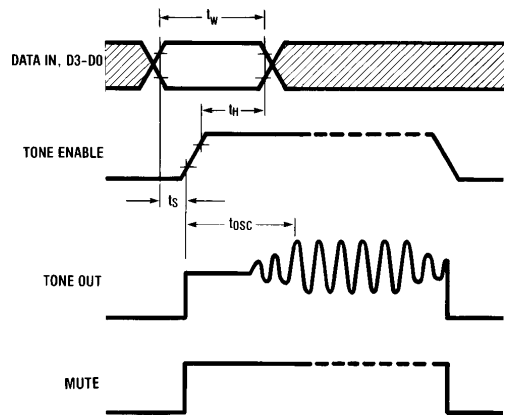 tW
DATA IN, D3-D0
tH
TONE ENABLE
tS
tOSC
TONE OUT
MUTE